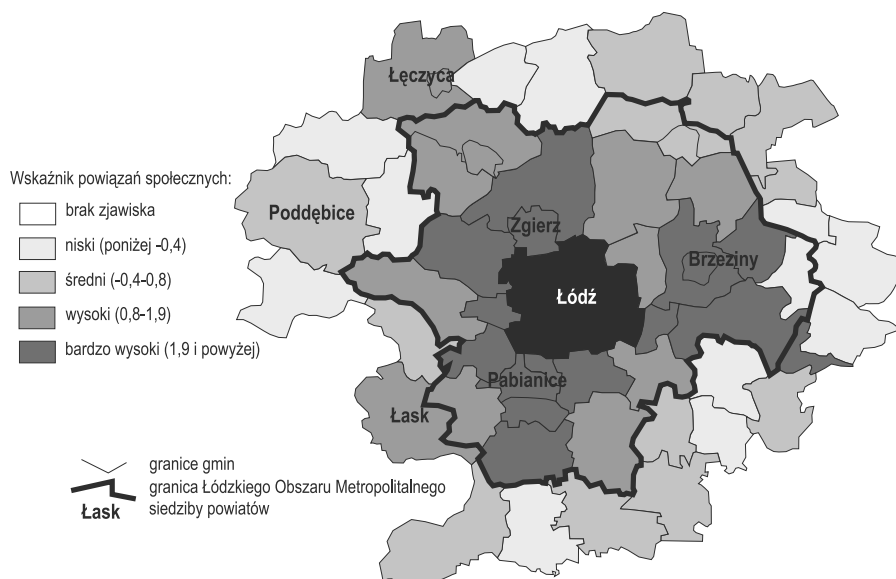 Łęczyca
Wskaźnik powiązań społecznych:
brak zjawiska
niski (poniżej -0,4)
średni (-0,4-0,8)
wysoki (0,8-1,9)
bardzo wysoki (1,9 i powyżej)
Poddębice
Zgierz
Brzeziny
Łódź
Pabianice
Łask
granice gmin
granica Łódzkiego Obszaru Metropolitalnego
Łask siedziby powiatów